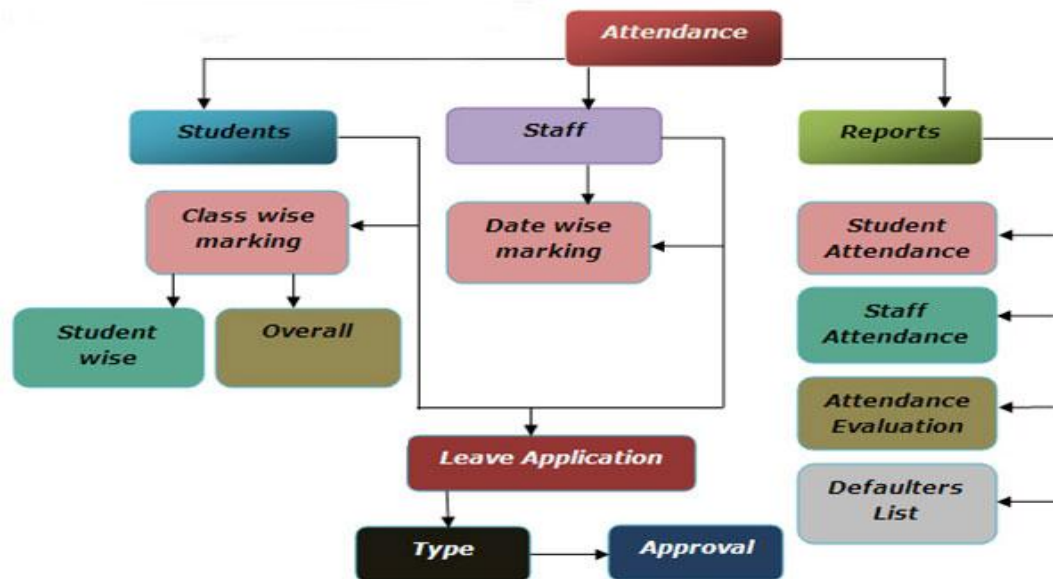 Attendance
Students
Staff
Reports
Class wise
marking
Date wise
marking
Student
Attendance
Student
wise
Overall
Staff
Attendance
Attendance
Evaluation
Leave Application
Defaulters
List
Type
Approval